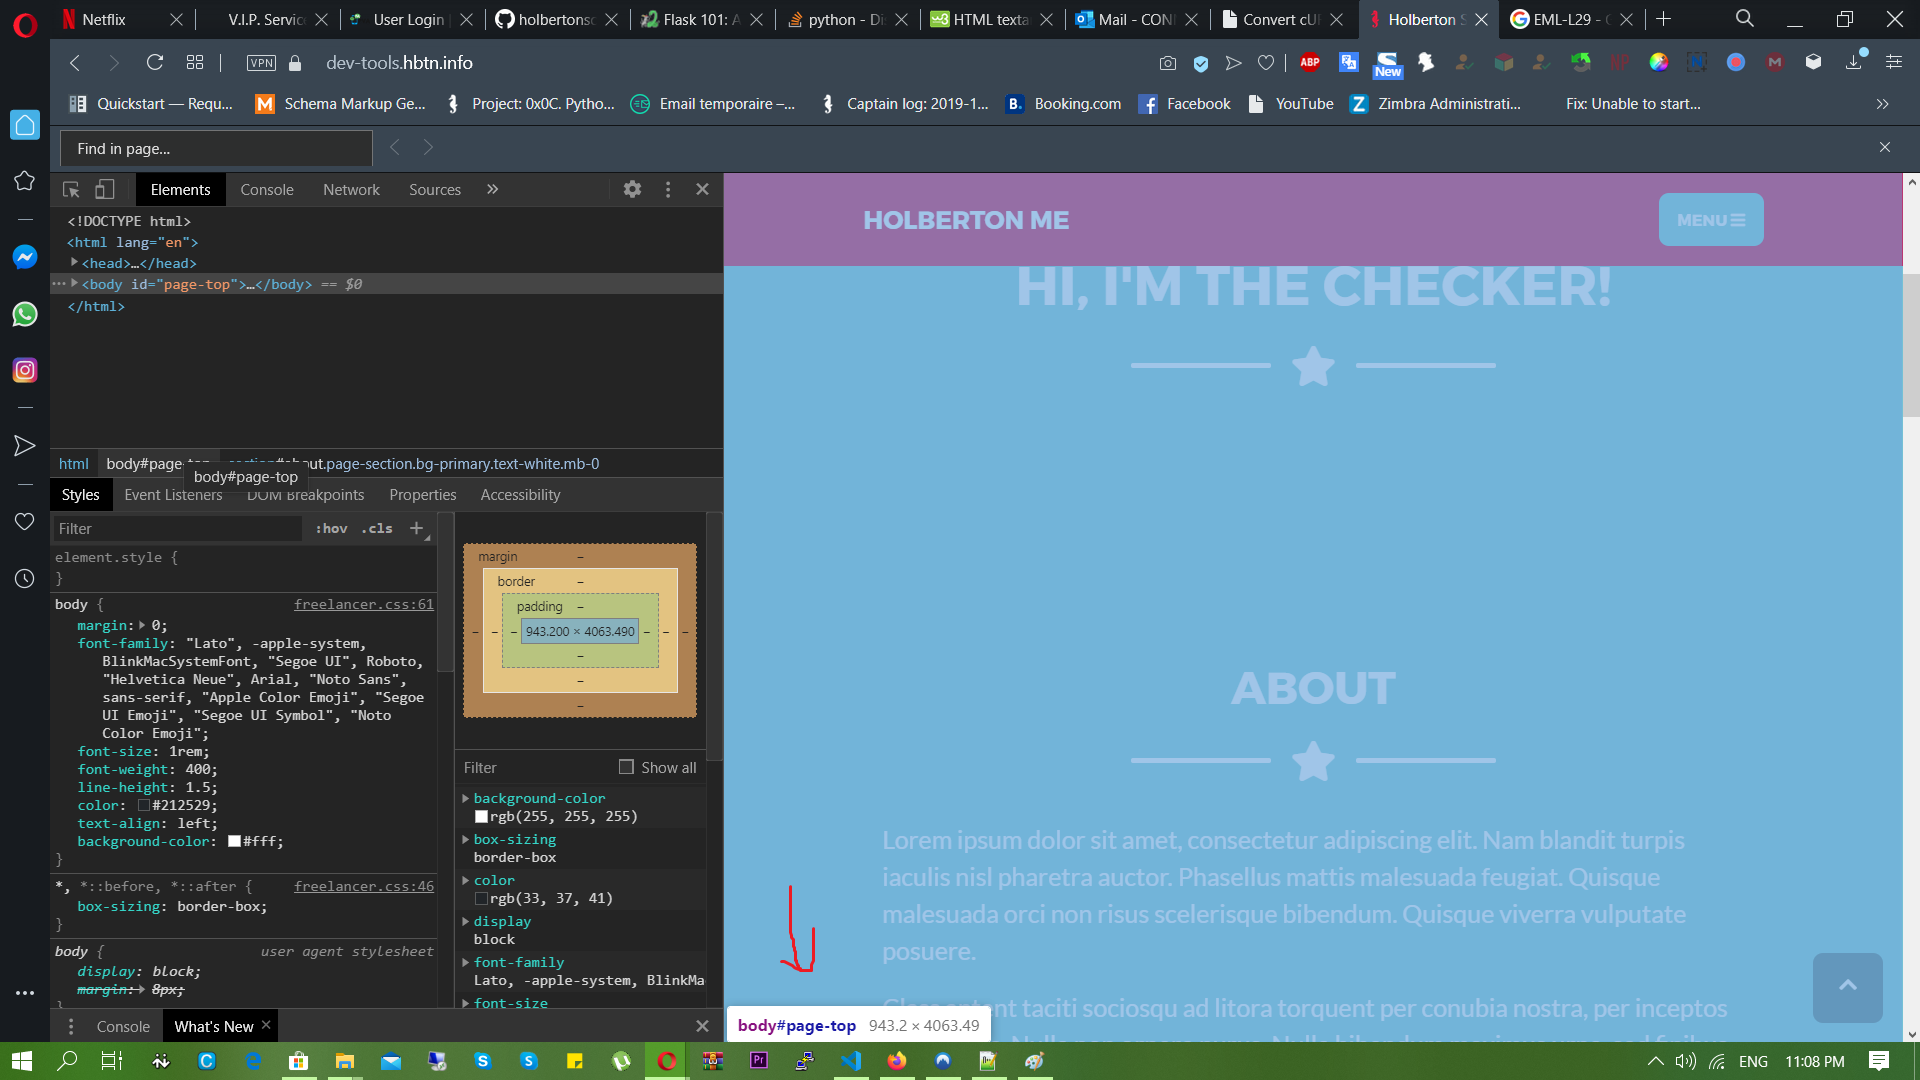 Netflix
V.I.P. Servic
User Login
holbertonsc
Flask 101: A
python - Di
HTML texta
Mail - CON
Convert cU
Holberton S
EML-L29 - G
VPN
dev-tools.hbtn.info
ABP
New
Quickstart — Requ...
Schema Markup Ge...
Project: 0x0C. Pytho...
Email temporaire –...
Captain log: 2019-1...
Booking.com
Facebook
YouTube
Zimbra Administrati...
Fix: Unable to start...
Find in page...
Elements
Console
Network
Sources
<!DOCTYPE html>
<html lang="en">
<head>…</head>
<body id="page-top">…</body> == $0
</html>
html
body#page-top
.page-section.bg-primary.text-white.mb-0
body#page-top
Styles
Event Listeners
DOM Breakpoints
Properties
Accessibility
Filter
:hov
.cls
element.style {
}
body {
freelancer.css:61
margin: 0;
font-family: "Lato", -apple-system,
BlinkMacSystemFont, "Segoe UI", Roboto,
"Helvetica Neue", Arial, "Noto Sans",
sans-serif, "Apple Color Emoji", "Segoe
UI Emoji", "Segoe UI Symbol", "Noto
Color Emoji";
font-size: 1rem;
font-weight: 400;
line-height: 1.5;
color: #212529;
text-align: left;
background-color: #fff;
}
*, *::before, *::after {
freelancer.css:46
box-sizing: border-box;
}
body {
user agent stylesheet
display: block;
margin: 8px;
}
margin –
border –
padding –
– – – 943.200 × 4063.490 – – –
–
–
–
Filter
Show all
background-color
rgb(255, 255, 255)
box-sizing
border-box
color
rgb(33, 37, 41)
display
block
font-family
Lato, -apple-system, BlinkMa
font-size
Console
What's New
HOLBERTON ME
MENU
HI, I'M THE CHECKER!
ABOUT
Lorem ipsum dolor sit amet, consectetur adipiscing elit. Nam blandit turpis
iaculis nisl pharetra auctor. Phasellus mattis malesuada feugiat. Quisque
malesuada orci non risus scelerisque bibendum. Quisque viverra vulputate
posuere.
Class aptent taciti sociosqu ad litora torquent per conubia nostra, per inceptos
body#page-top 943.2 × 4063.49
ENG
11:08 PM